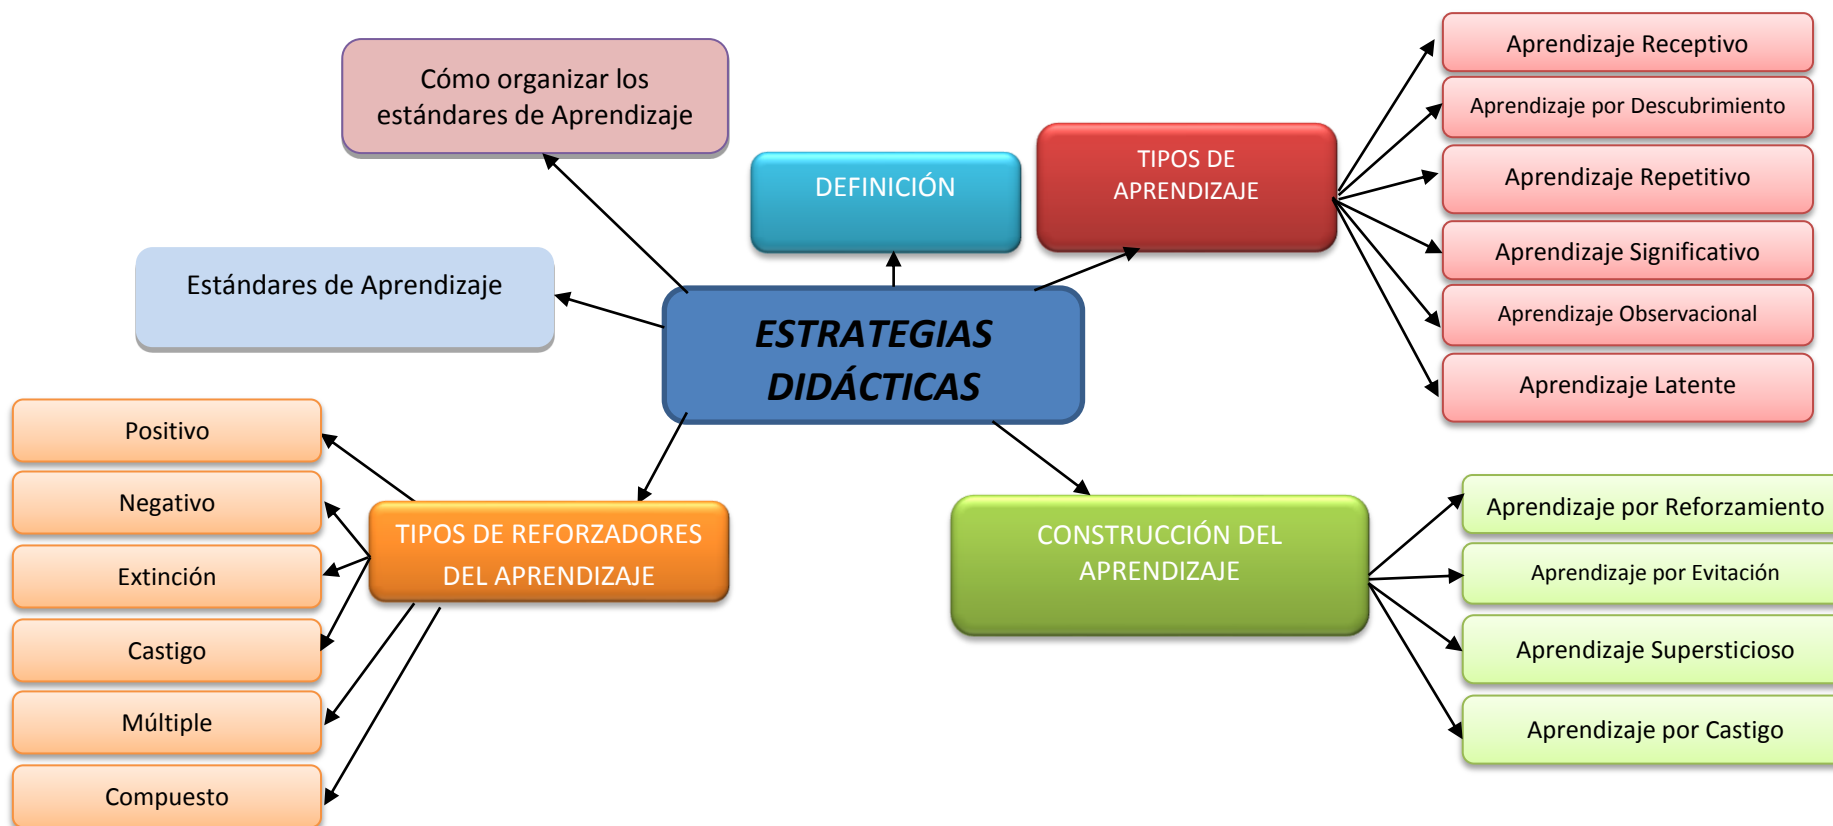 Cómo organizar los
estándares de Aprendizaje
DEFINICIÓN
TIPOS DE
APRENDIZAJE
Aprendizaje Receptivo
Aprendizaje por Descubrimiento
Aprendizaje Repetitivo
Aprendizaje Significativo
Aprendizaje Observacional
Aprendizaje Latente
Estándares de Aprendizaje
ESTRATEGIAS
DIDÁCTICAS
Positivo
Negativo
Extinción
Castigo
Múltiple
Compuesto
TIPOS DE REFORZADORES
DEL APRENDIZAJE
CONSTRUCCIÓN DEL
APRENDIZAJE
Aprendizaje por Reforzamiento
Aprendizaje por Evitación
Aprendizaje Supersticioso
Aprendizaje por Castigo